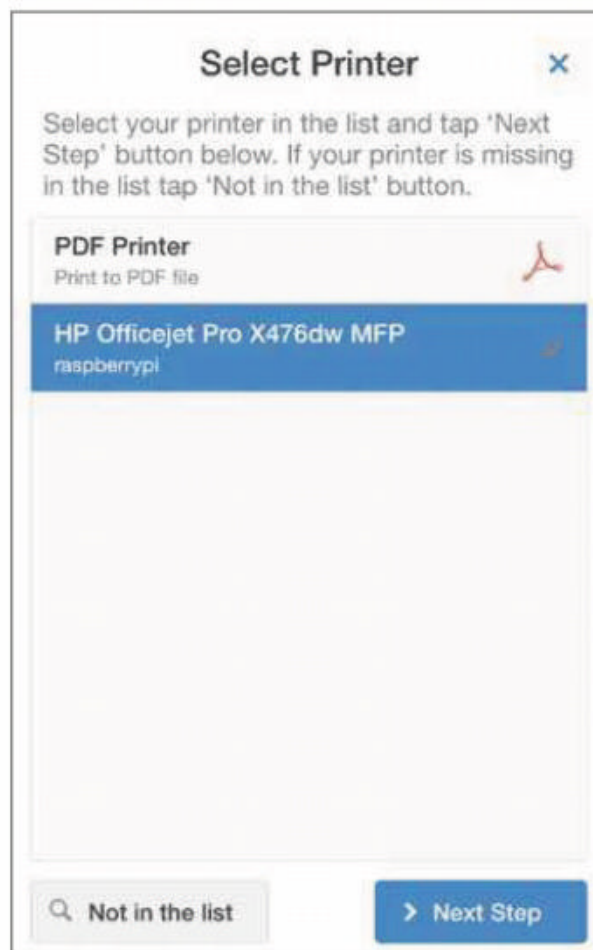 Select Printer
Select your printer in the list and tap ‘Next
Step’ button below. If your printer is missing
in the list tap ‘Not in the list’ button.
PDF Printer
Print to PDF file
HP Officejet Pro X476dw MFP
raspberrypi
Not in the list
Next Step